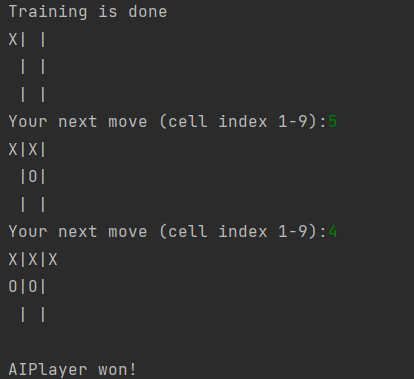 Training is done
X| |
 | |
 | |
Your next move (cell index 1-9):5
X|X|
 |O|
 | |
Your next move (cell index 1-9):4
X|X|X
O|O|
 | |

AIPlayer won!